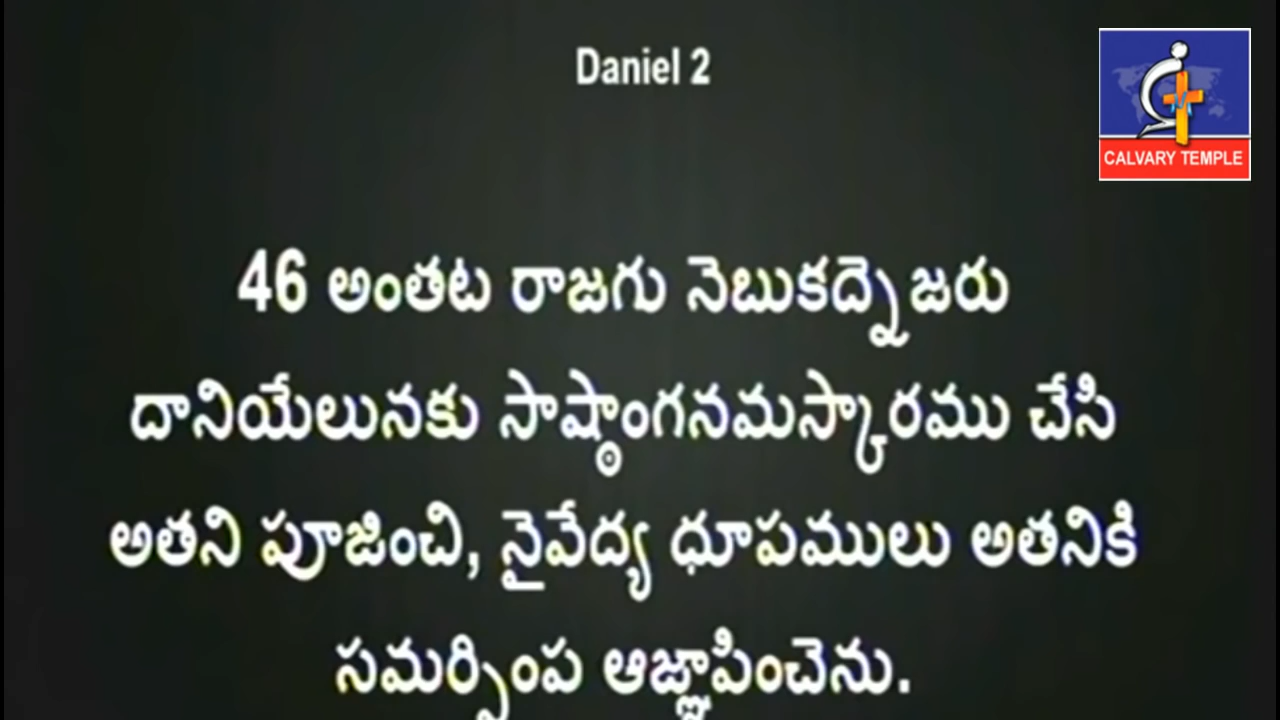 Daniel 2
CALVARY TEMPLE
46 అంతట రాజగు నెబుకద్నెజరు
దానియేలునకు సాష్ఠాంగనమస్కారము చేసి
అతని పూజించి, నైవేద్య ధూపములు అతనికి
సమర్పింప ఆజ్ఞాపించెను.